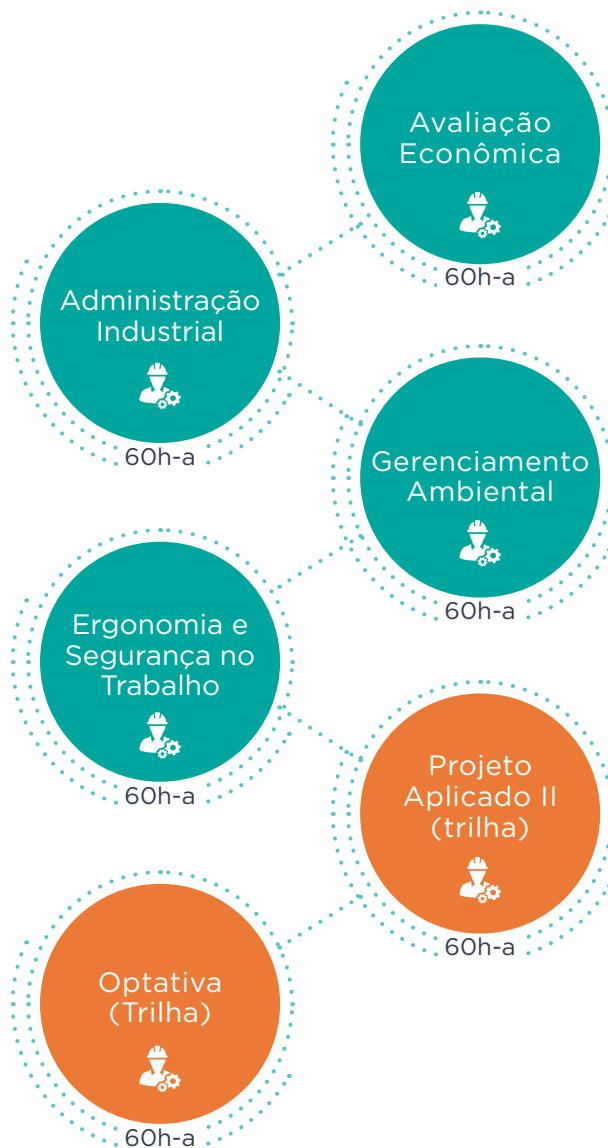 Avaliação
Econômica
60h-a
Administração
Industrial
60h-a
Gerenciamento
Ambiental
60h-a
Ergonomia e
Segurança no
Trabalho
60h-a
Projeto
Aplicado II
(trilha)
60h-a
Optativa
(Trilha)
60h-a